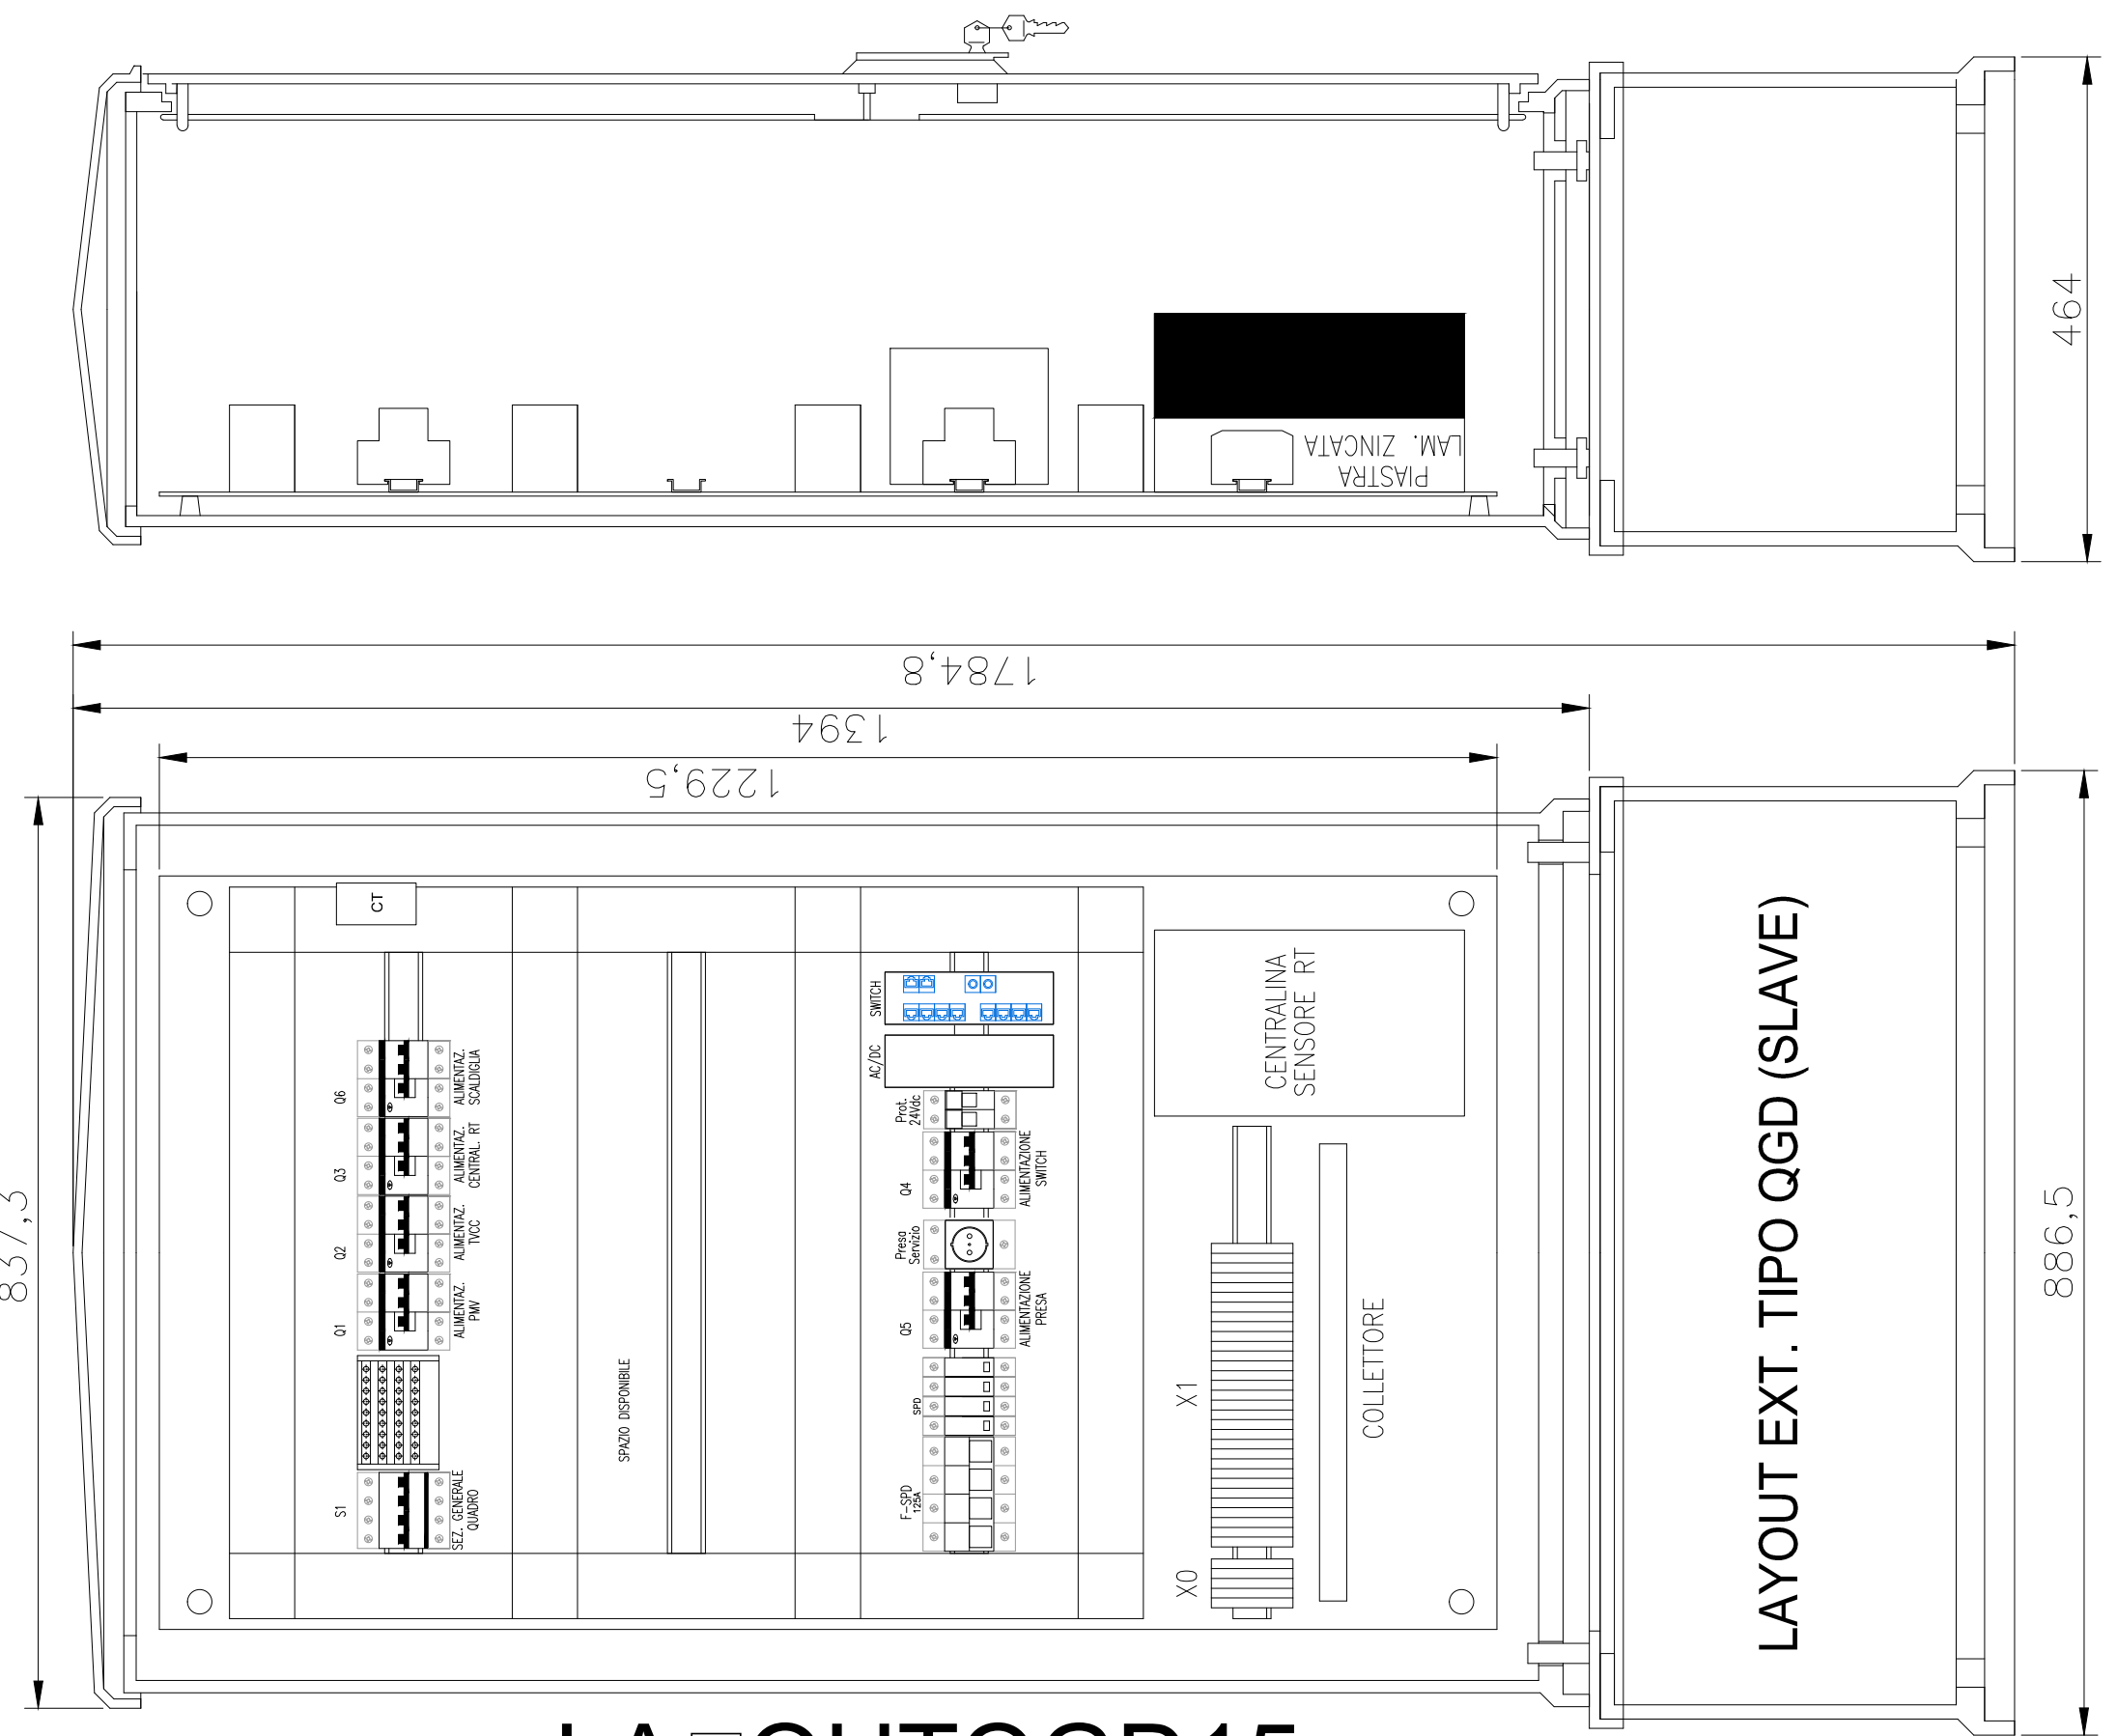 PIASTRA
LAM. ZINCATA
464
1784,8
1394
1229,5
837,3
886,5
CT
Q6
ALIMENTAZ.
SCALDIGLIA
Q3
ALIMENTAZ.
CENTRAL. RT
Q2
ALIMENTAZ.
TVCC
Q1
ALIMENTAZ.
PMV
S1
SEZ. GENERALE
QUADRO
SPAZIO DISPONIBILE
SWITCH
AC/DC
Prot.
24Vdc
Q4
ALIMENTAZIONE
SWITCH
Presa
Servizio
Q5
ALIMENTAZIONE
PRESA
SPD
F-SPD
125A
CENTRALINA
SENSORE RT
X1
X0
COLLETTORE
LAYOUT EXT. TIPO QGD (SLAVE)